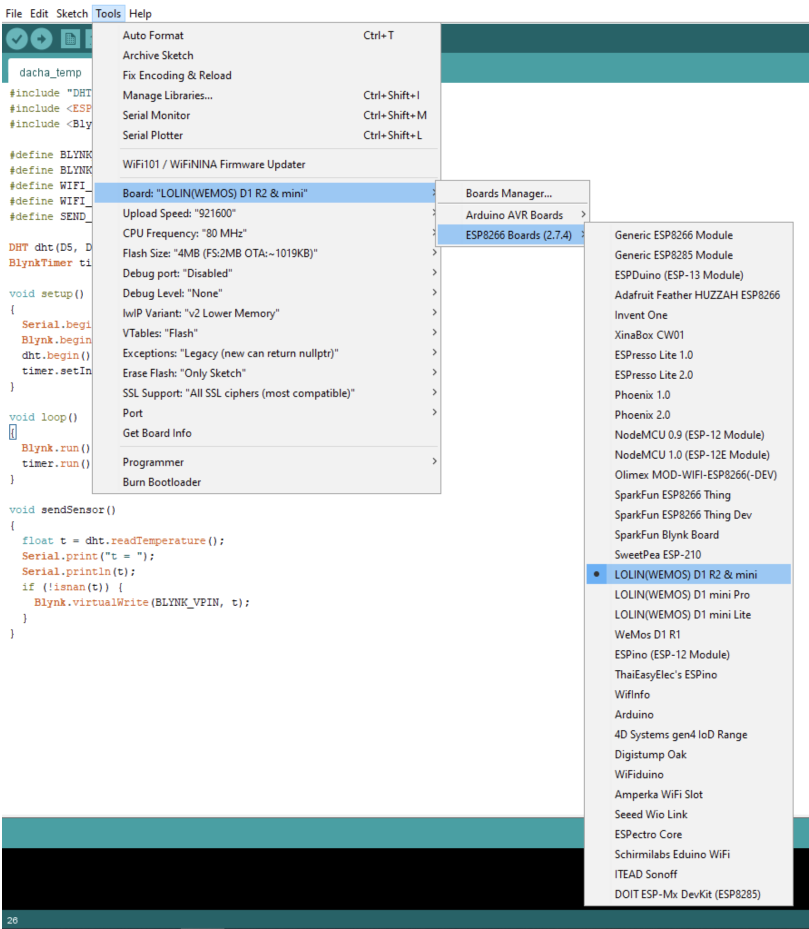 File Edit Sketch Tools Help
dacha_temp
Auto Format Ctrl+T
Archive Sketch
Fix Encoding & Reload
Manage Libraries... Ctrl+Shift+I
Serial Monitor Ctrl+Shift+M
Serial Plotter Ctrl+Shift+L
WiFi101 / WiFiNINA Firmware Updater
Board: "LOLIN(WEMOS) D1 R2 & mini"
Upload Speed: "921600"
CPU Frequency: "80 MHz"
Flash Size: "4MB (FS:2MB OTA:~1019KB)"
Debug port: "Disabled"
Debug Level: "None"
lwIP Variant: "v2 Lower Memory"
VTables: "Flash"
Exceptions: "Legacy (new can return nullptr)"
Erase Flash: "Only Sketch"
SSL Support: "All SSL ciphers (most compatible)"
Port
Get Board Info
Programmer
Burn Bootloader
Boards Manager...
Arduino AVR Boards
ESP8266 Boards (2.7.4)
Generic ESP8266 Module
Generic ESP8285 Module
ESPDuino (ESP-13 Module)
Adafruit Feather HUZZAH ESP8266
Invent One
XinaBox CW01
ESPresso Lite 1.0
ESPresso Lite 2.0
Phoenix 1.0
Phoenix 2.0
NodeMCU 0.9 (ESP-12 Module)
NodeMCU 1.0 (ESP-12E Module)
Olimex MOD-WIFI-ESP8266(-DEV)
SparkFun ESP8266 Thing
SparkFun ESP8266 Thing Dev
SparkFun Blynk Board
SweetPea ESP-210
LOLIN(WEMOS) D1 R2 & mini
LOLIN(WEMOS) D1 mini Pro
LOLIN(WEMOS) D1 mini Lite
WeMos D1 R1
ESPino (ESP-12 Module)
ThaiEasyElec's ESPino
WifInfo
Arduino
4D Systems gen4 IoD Range
Digistump Oak
WiFiduino
Amperka WiFi Slot
Seeed Wio Link
ESPectro Core
Schirmilabs Eduino WiFi
ITEAD Sonoff
DOIT ESP-Mx DevKit (ESP8285)
#include "DHT
#include <ESP
#include <Bly
#define BLYNK
#define BLYNK
#define WIFI_
#define WIFI_
#define SEND_
DHT dht(D5, D
BlynkTimer ti
void setup()
{
Serial.begi
Blynk.begin
dht.begin()
timer.setIn
}
void loop()
{
Blynk.run()
timer.run()
}
void sendSensor()
{
float t = dht.readTemperature();
Serial.print("t = ");
Serial.println(t);
if (!isnan(t)) {
Blynk.virtualWrite(BLYNK_VPIN, t);
}
}
26